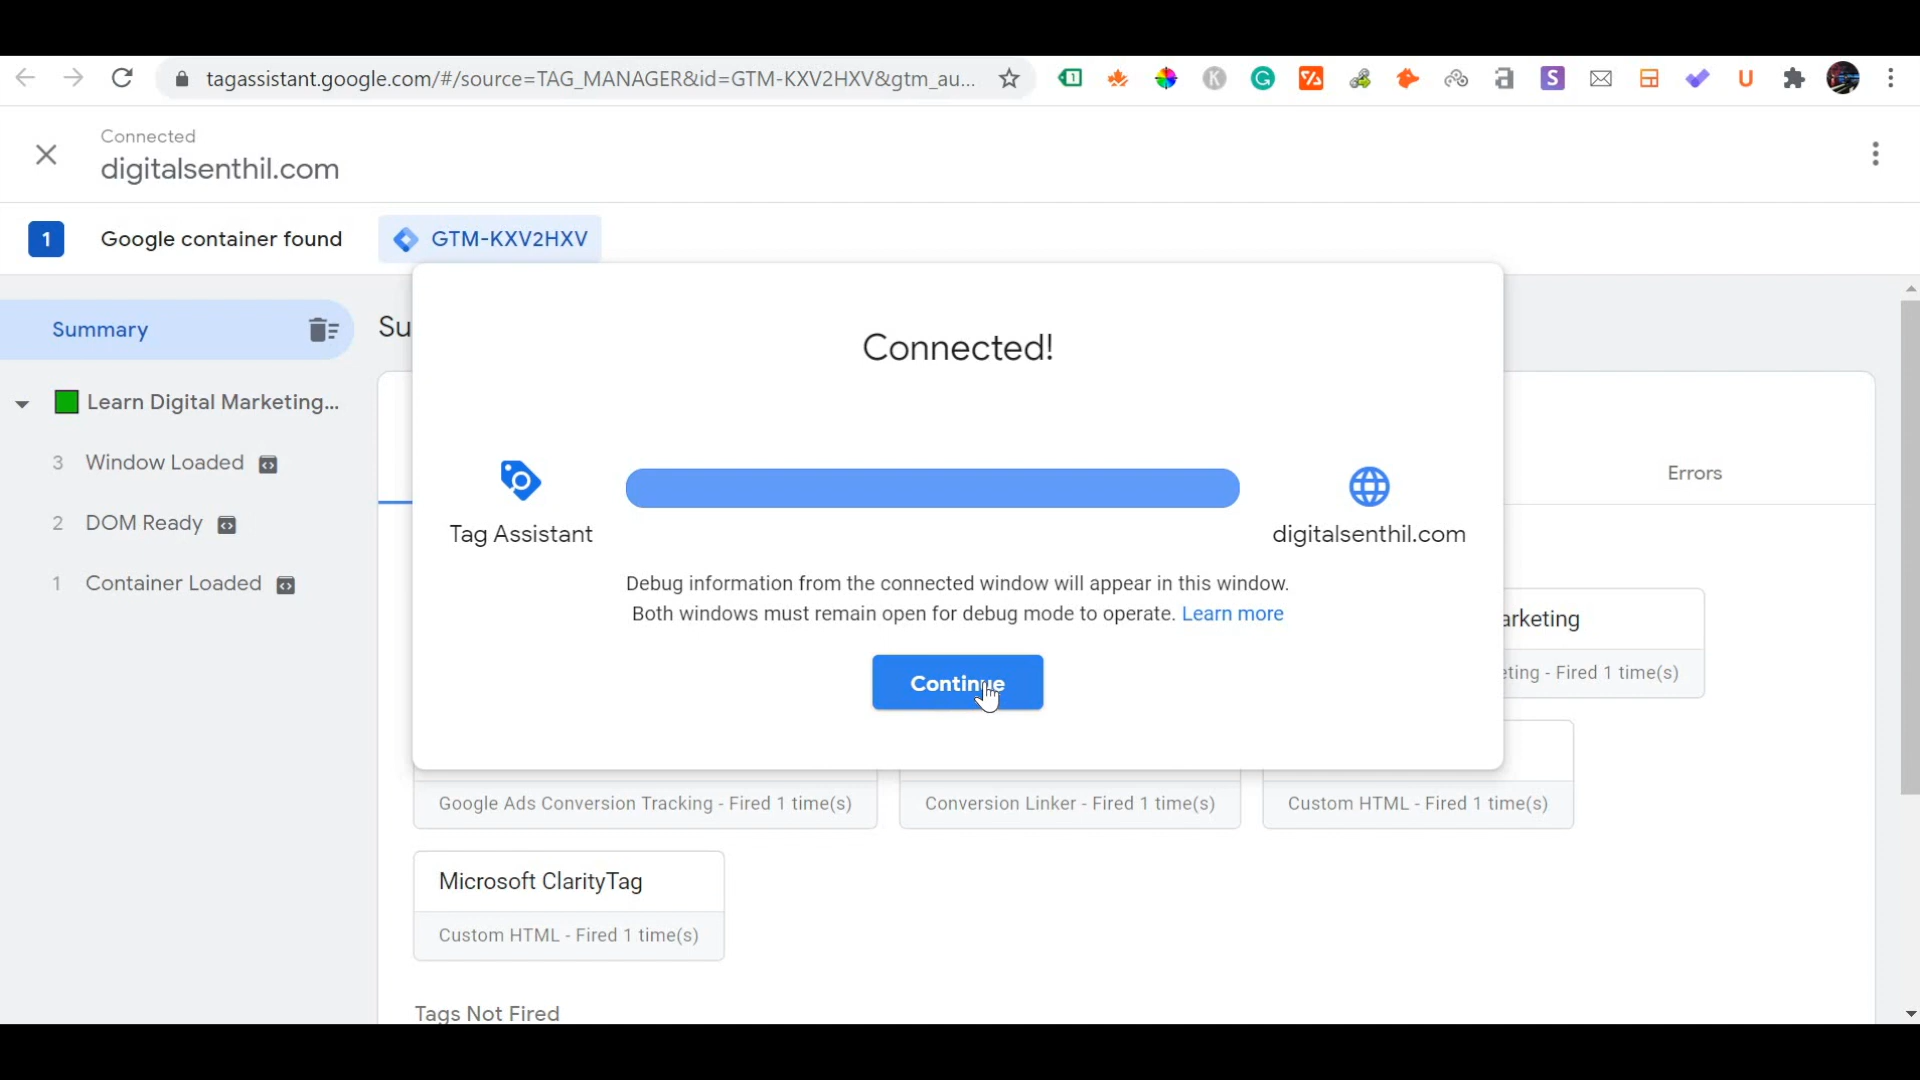 tagassistant.google.com/#/source=TAG_MANAGER&id=GTM-KXV2HXV&gtm_au...
Connected
digitalsenthil.com
1 Google container found GTM-KXV2HXV
Summary
Su
Learn Digital Marketing...
3 Window Loaded
2 DOM Ready
1 Container Loaded
Connected!
Tag Assistant
digitalsenthil.com
Debug information from the connected window will appear in this window.
Both windows must remain open for debug mode to operate. Learn more
Continue
Errors
arketing
eting - Fired 1 time(s)
Google Ads Conversion Tracking - Fired 1 time(s)
Conversion Linker - Fired 1 time(s)
Custom HTML - Fired 1 time(s)
Microsoft ClarityTag
Custom HTML - Fired 1 time(s)
Tags Not Fired